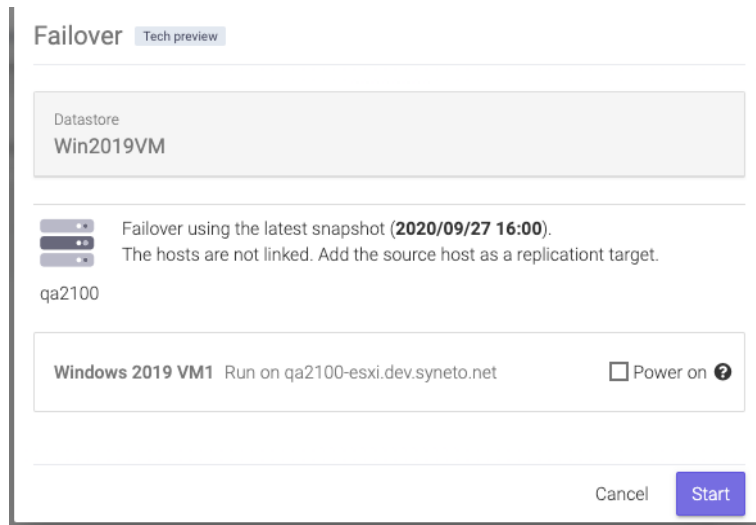 Failover Tech preview
Datastore
Win2019VM
Failover using the latest snapshot (2020/09/27 16:00).
The hosts are not linked. Add the source host as a replicationt target.
qa2100
Windows 2019 VM1 Run on qa2100-esxi.dev.syneto.net Power on ?
Cancel Start